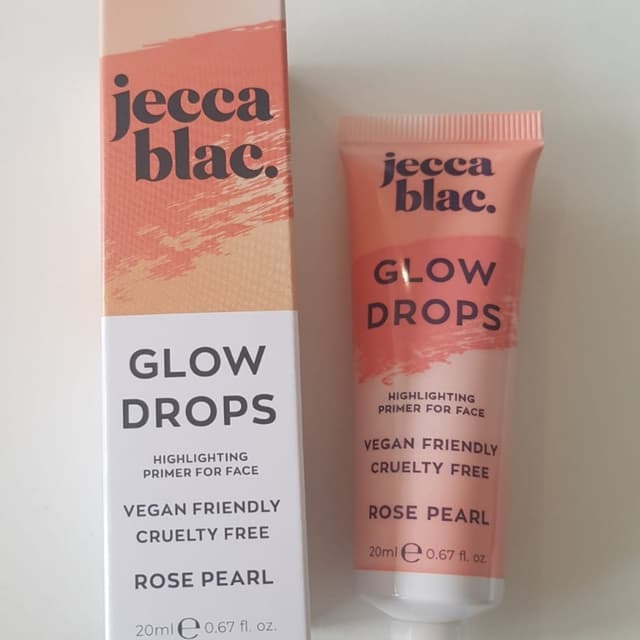 jecca
blac.
GLOW
DROPS
HIGHLIGHTING
PRIMER FOR FACE
VEGAN FRIENDLY
CRUELTY FREE
ROSE PEARL
20ml e 0.67 fl. oz.
jecca
blac.
GLOW
DROPS
HIGHLIGHTING
PRIMER FOR FACE
VEGAN FRIENDLY
CRUELTY FREE
ROSE PEARL
20ml e 0.67 fl. oz.